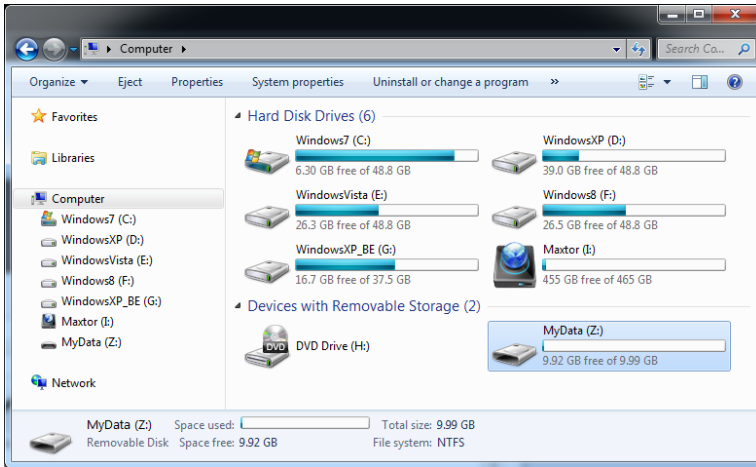 Computer
Search Co...
Organize Eject Properties System properties Uninstall or change a program »
Favorites
Libraries
Computer
Windows7 (C:)
WindowsXP (D:)
WindowsVista (E:)
Windows8 (F:)
WindowsXP_BE (G:)
Maxtor (I:)
MyData (Z:)
Network
Hard Disk Drives (6)
Windows7 (C:)
6.30 GB free of 48.8 GB
WindowsXP (D:)
39.0 GB free of 48.8 GB
WindowsVista (E:)
26.3 GB free of 48.8 GB
Windows8 (F:)
26.5 GB free of 48.8 GB
WindowsXP_BE (G:)
16.7 GB free of 37.5 GB
Maxtor (I:)
455 GB free of 465 GB
Devices with Removable Storage (2)
DVD
DVD Drive (H:)
MyData (Z:)
9.92 GB free of 9.99 GB
MyData (Z:) Space used: Total size: 9.99 GB
Removable Disk Space free: 9.92 GB File system: NTFS